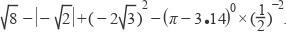 √8 − |−√2| + (−2√3)² − (π − 3.14)⁰ × (1/2)⁻².